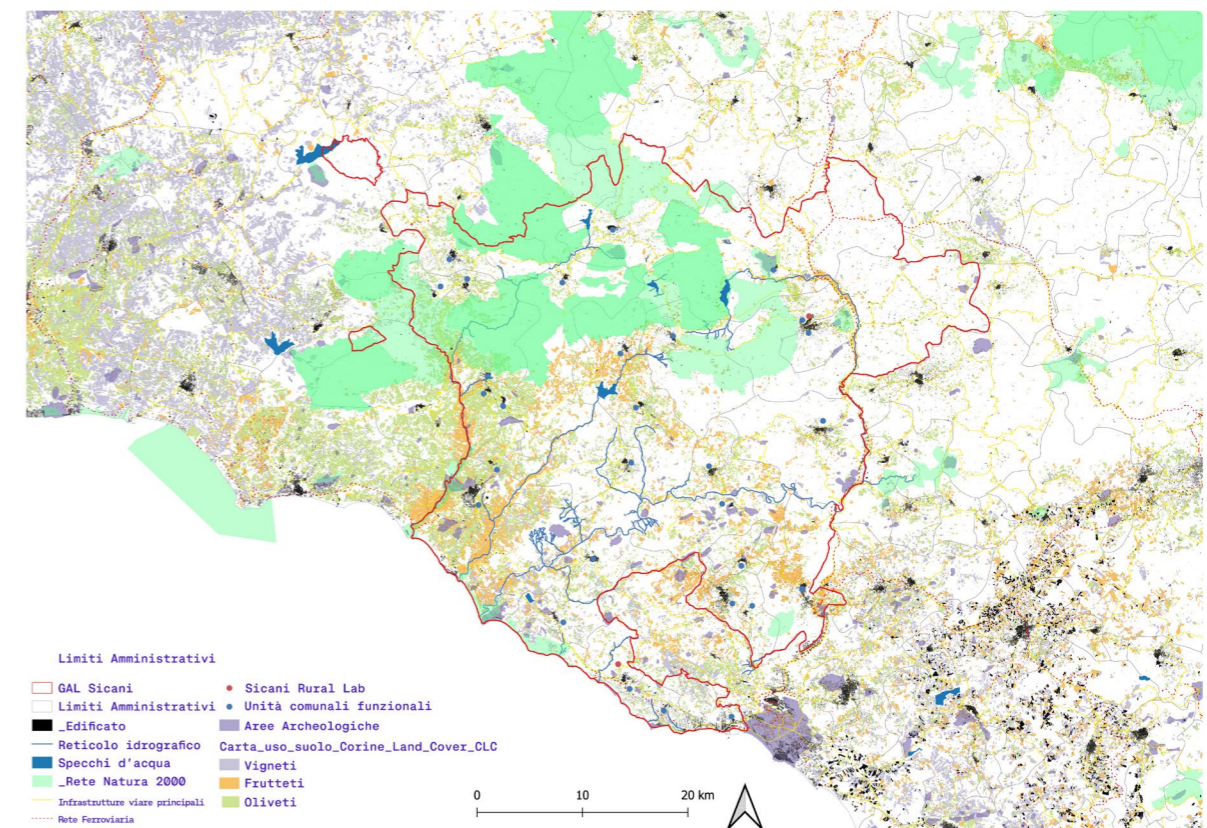 Limiti Amministrativi
GAL Sicani
Limiti Amministrativi
_Edificato
Reticolo idrografico
Specchi d'acqua
_Rete Natura 2000
Infrastrutture viare principali
Rete Ferroviaria
Sicani Rural Lab
Unità comunali funzionali
Aree Archeologiche
Carta_uso_suolo_Corine_Land_Cover_CLC
Vigneti
Frutteti
Oliveti
0 10 20 km